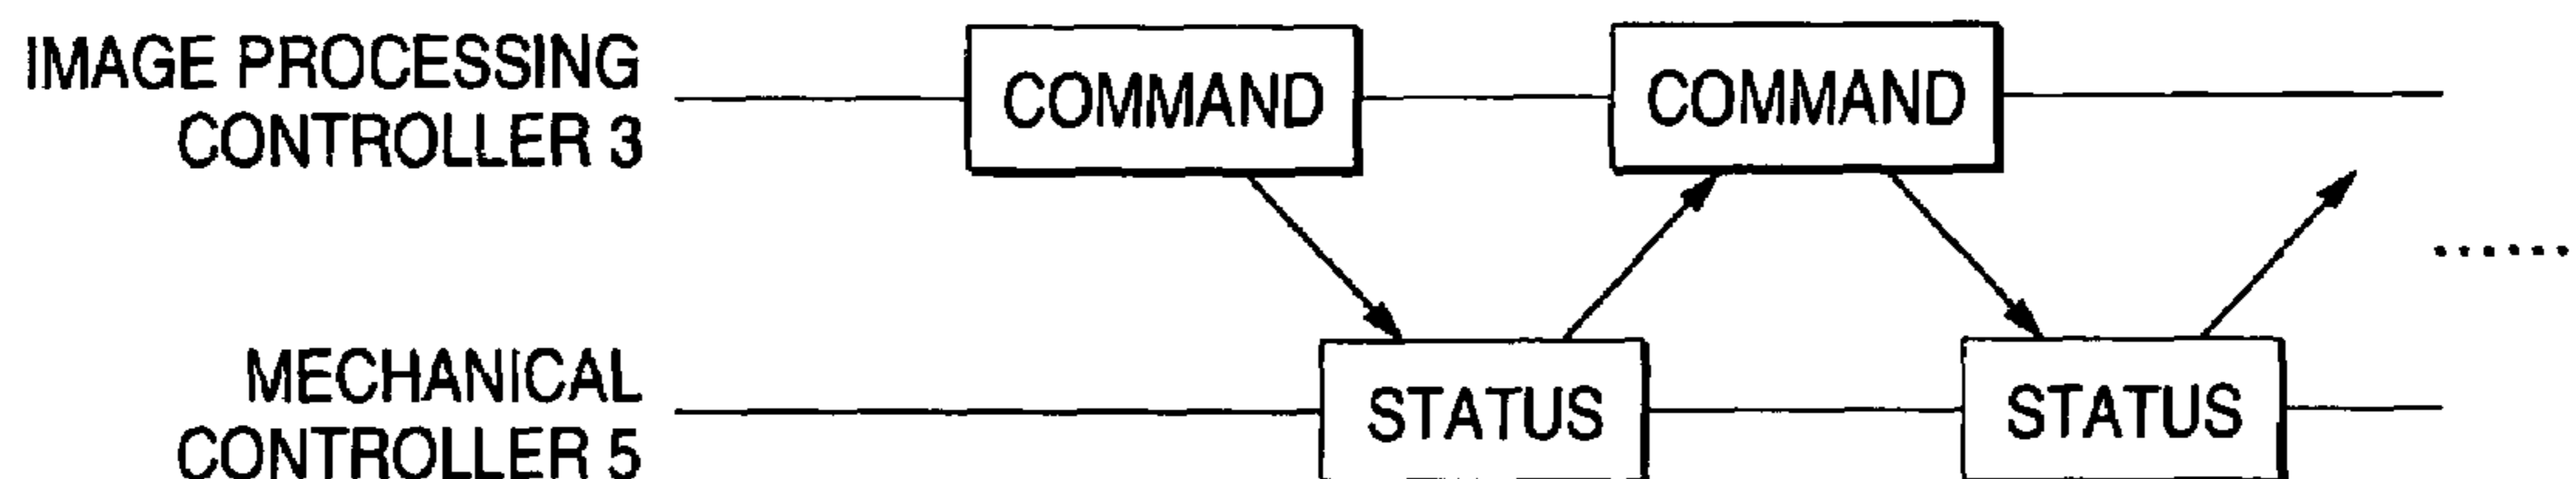 IMAGE PROCESSING
CONTROLLER 3
COMMAND
COMMAND
......
MECHANICAL
CONTROLLER 5
STATUS
STATUS